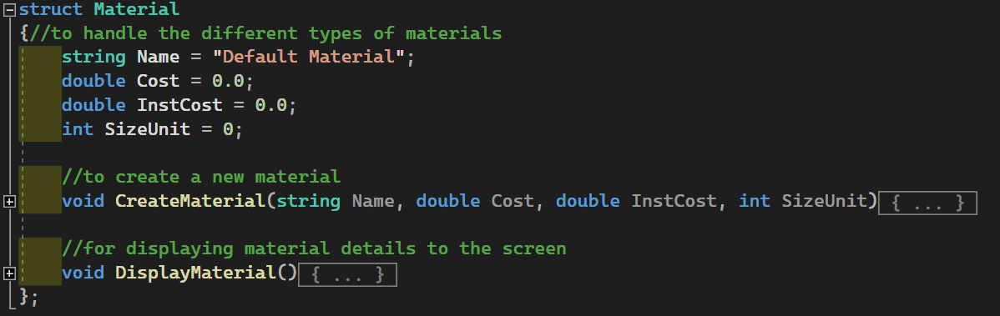 struct Material
{//to handle the different types of materials
string Name = "Default Material";
double Cost = 0.0;
double InstCost = 0.0;
int SizeUnit = 0;
//to create a new material
void CreateMaterial(string Name, double Cost, double InstCost, int SizeUnit){ ... }
//for displaying material details to the screen
void DisplayMaterial(){ ... }
};